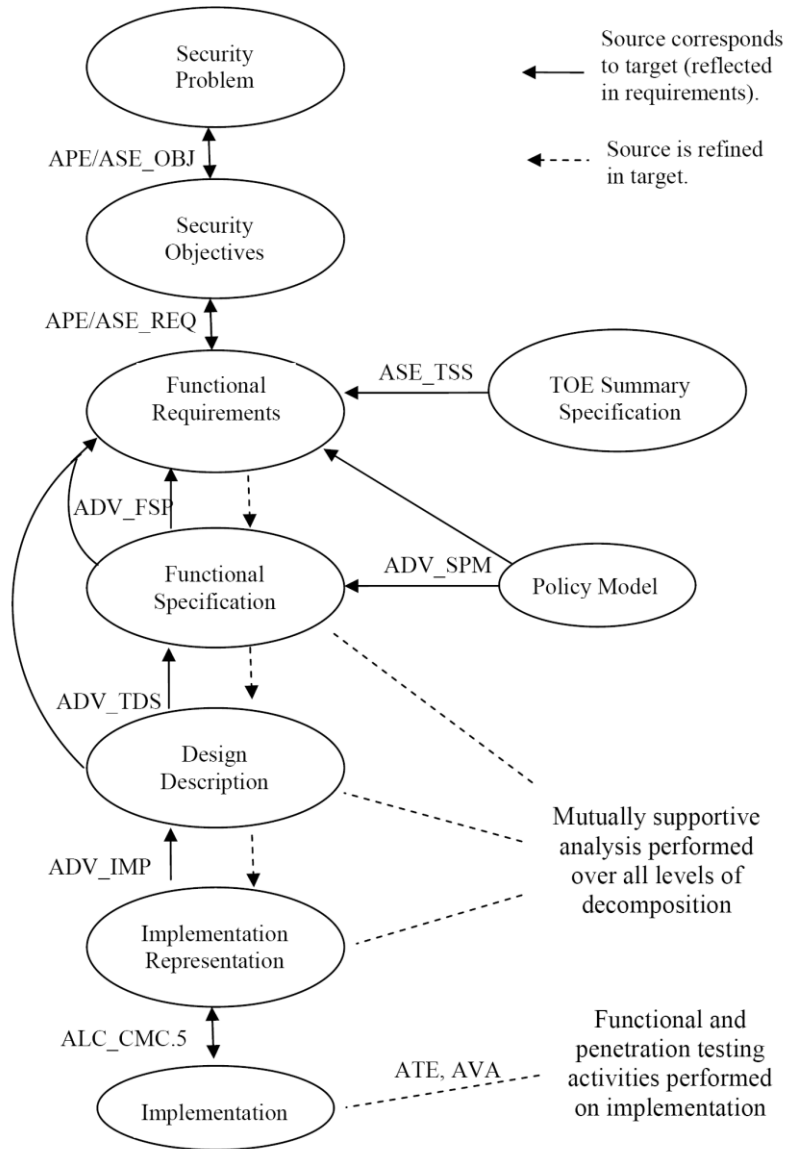 Security
Problem
Source corresponds
to target (reflected
in requirements).
APE/ASE_OBJ
Source is refined
in target.
Security
Objectives
APE/ASE_REQ
Functional
Requirements
ASE_TSS
TOE Summary
Specification
ADV_FSP
Functional
Specification
ADV_SPM
Policy Model
ADV_TDS
Design
Description
Mutually supportive
analysis performed
over all levels of
decomposition
ADV_IMP
Implementation
Representation
ALC_CMC.5
Functional and
penetration testing
activities performed
on implementation
ATE, AVA
Implementation